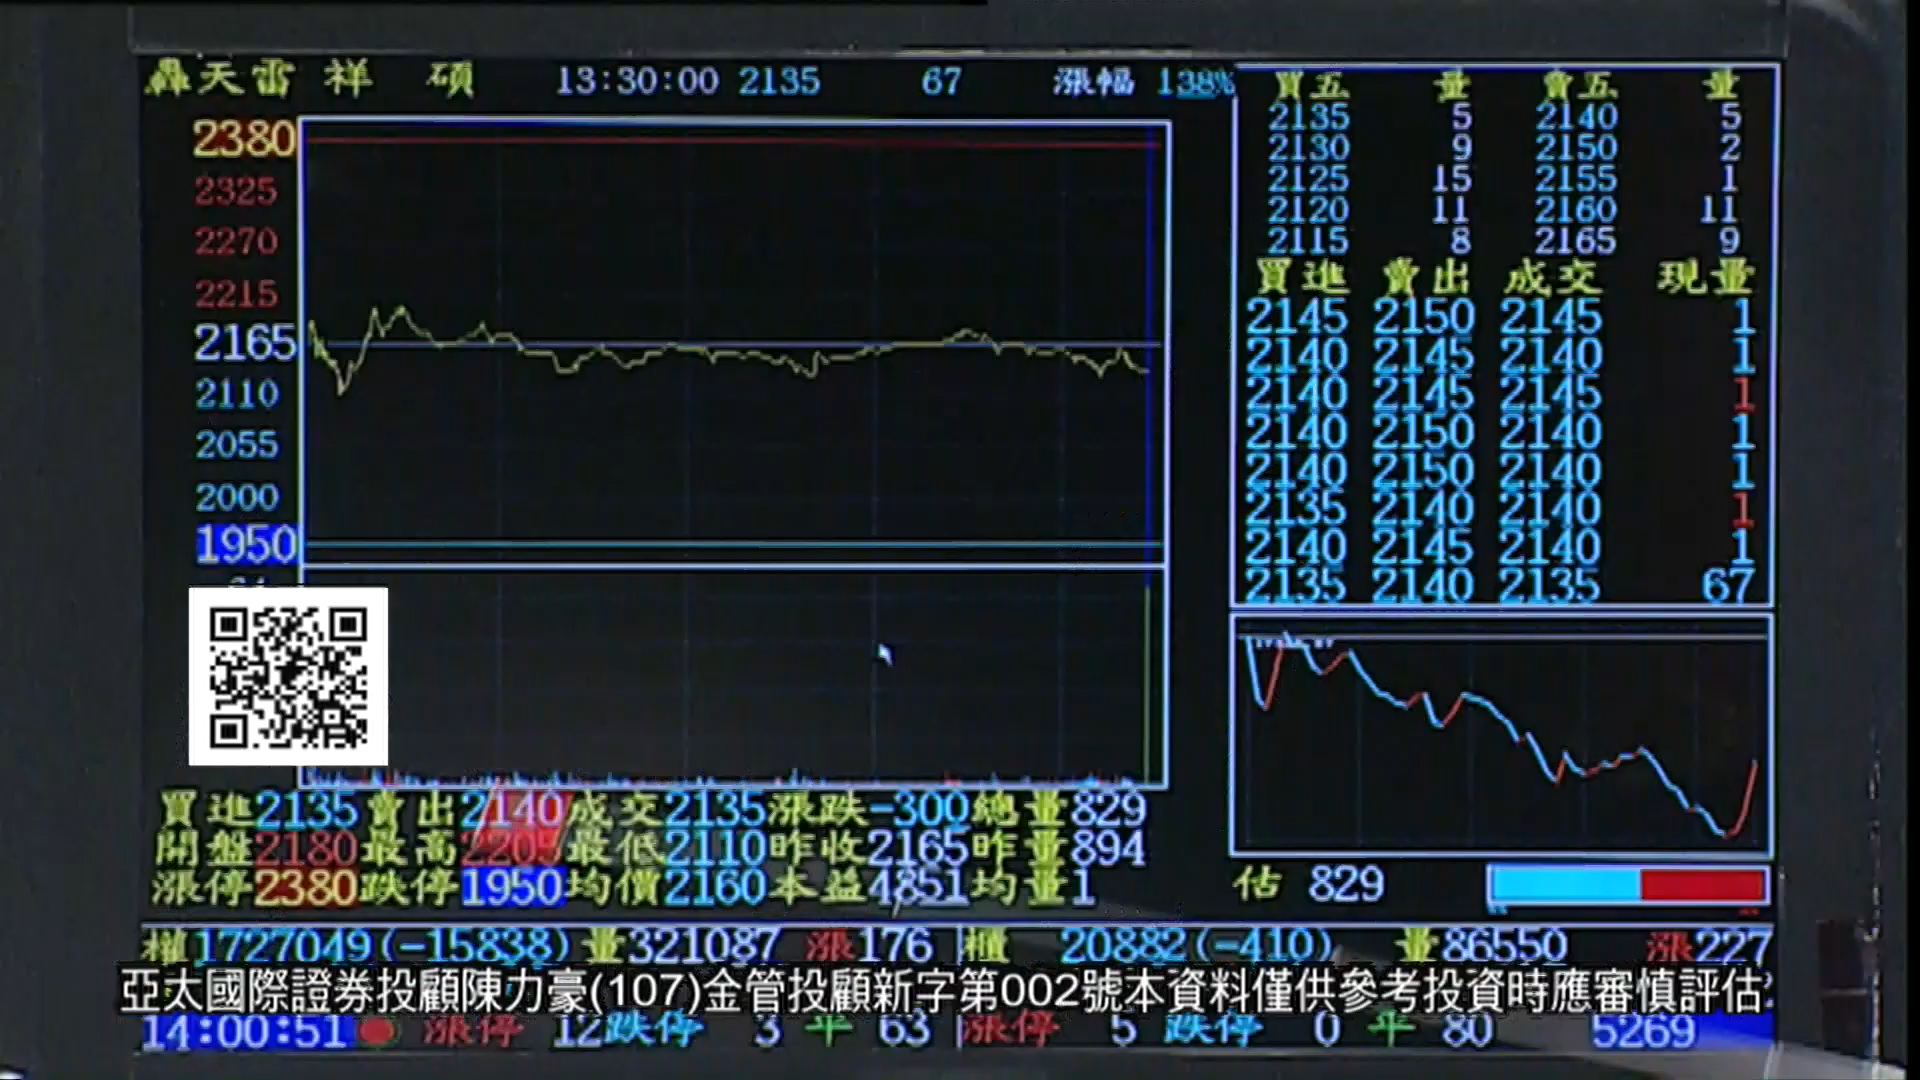 轟天雷 祥 碩 13:30:00 2135 67 漲幅 138%
2380
2325
2270
2215
2165
2110
2055
2000
1950
買五 量 賣五 量
2135 5 2140 5
2130 9 2150 2
2125 15 2155 1
2120 11 2160 11
2115 8 2165 9
買進 賣出 成交 現量
2145 2150 2145 1
2140 2145 2140 1
2140 2145 2145 1
2140 2150 2140 1
2140 2150 2140 1
2135 2140 2140 1
2140 2145 2140 1
2135 2140 2135 67
買進2135賣出2140成交2135漲跌-300總量829
開盤2180最高2205最低2110昨收2165昨量894
漲停2380跌停1950均價2160本益4851均量1
估 829
權1727049(-15838)量321087 漲176 櫃 20882(-410) 量86550 漲227
亞太國際證券投顧陳力豪(107)金管投顧新字第002號本資料僅供參考投資時應審慎評估
14:00:51 漲停 12跌停 3 平 63 漲停 5 跌停 0 平 80 5269